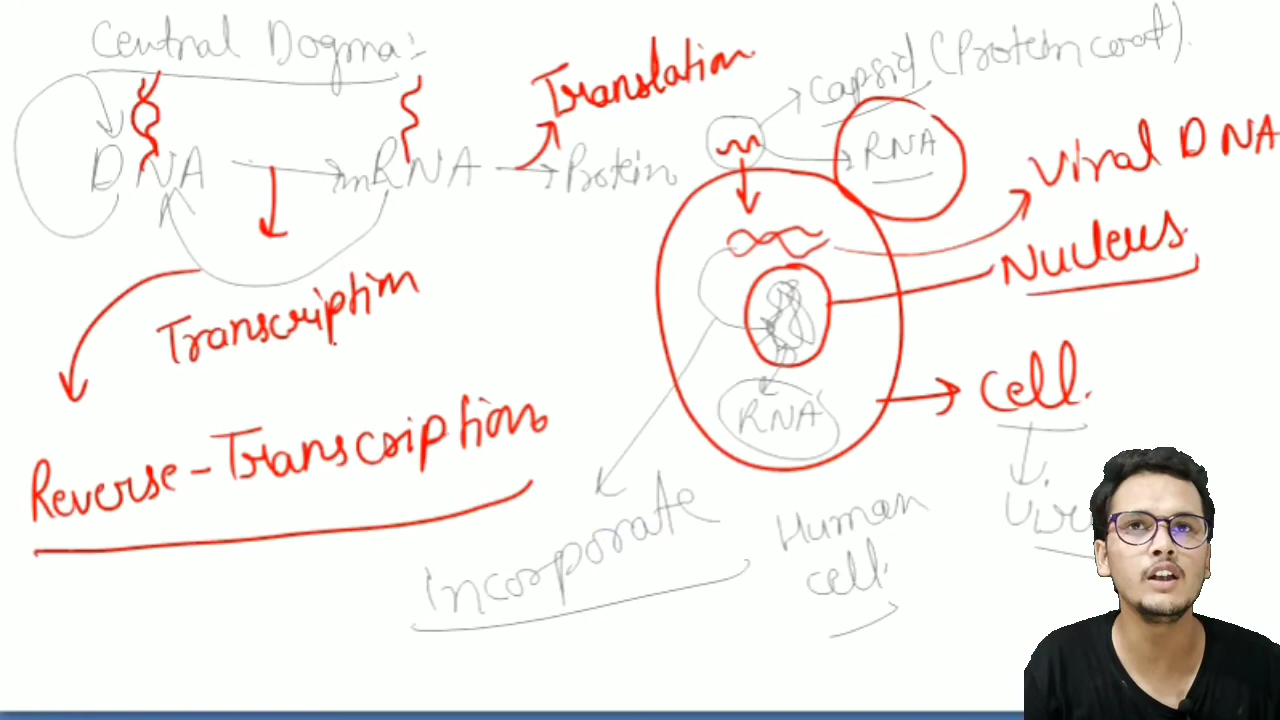 Central Dogma:-
DNA → mRNA → Protein
Translation
Transcription
Reverse-Transcription
capsid (Protein coat).
RNA
Viral DNA
Nucleus.
Cell.
RNA
incorporate
Human
cell.